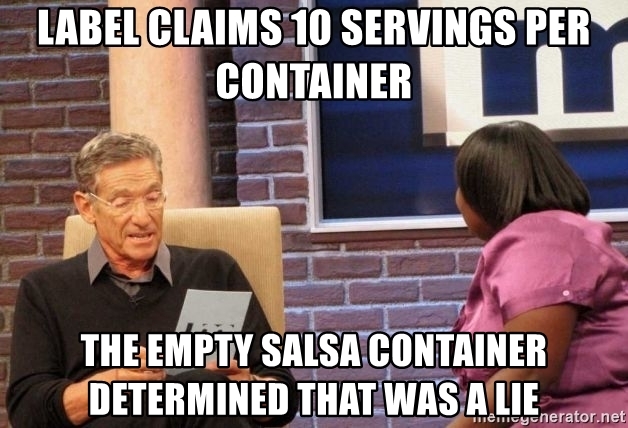 LABEL CLAIMS 10 SERVINGS PER
CONTAINER
THE EMPTY SALSA CONTAINER
DETERMINED THAT WAS A LIE
memegenerator.net